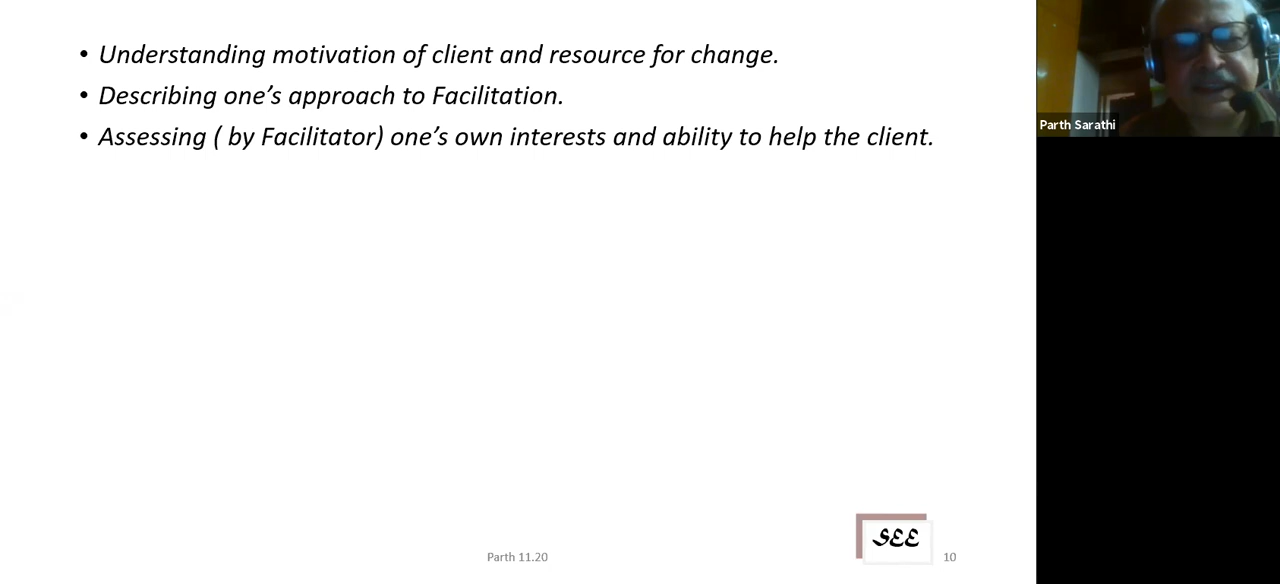 • Understanding motivation of client and resource for change.
• Describing one’s approach to Facilitation.
• Assessing ( by Facilitator) one’s own interests and ability to help the client.
Parth Sarathi
SEE
Parth 11.20
10